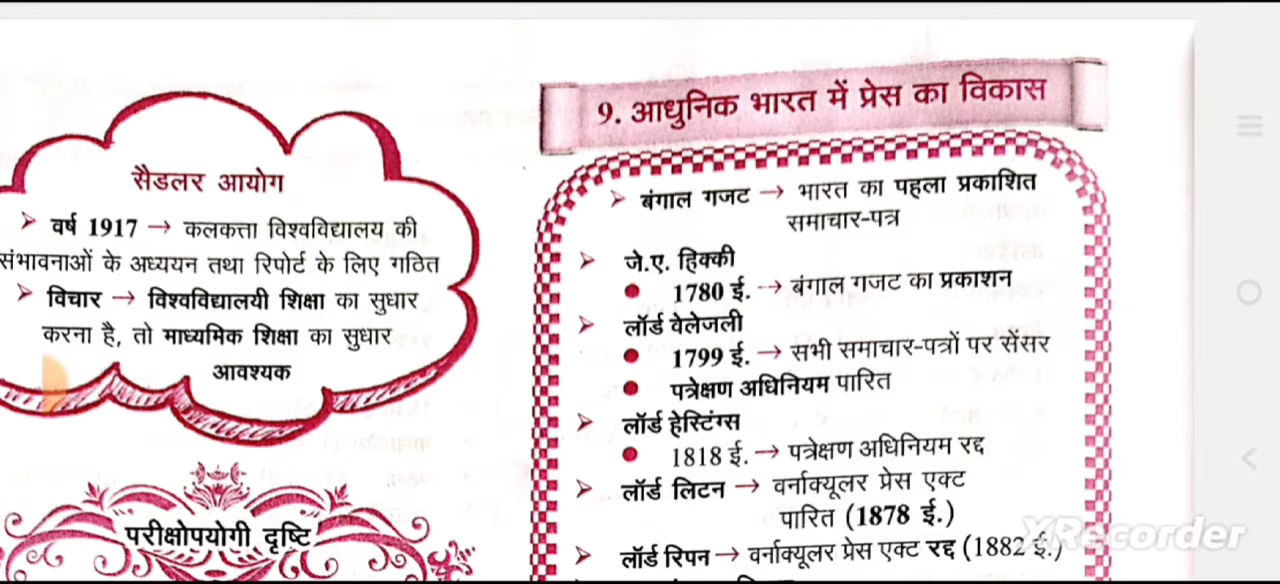 सैडलर आयोग
➤ वर्ष 1917 → कलकत्ता विश्वविद्यालय की
संभावनाओं के अध्ययन तथा रिपोर्ट के लिए गठित
➤ विचार → विश्वविद्यालयी शिक्षा का सुधार
करना है, तो माध्यमिक शिक्षा का सुधार
आवश्यक
परीक्षोपयोगी दृष्टि
9. आधुनिक भारत में प्रेस का विकास
➤ बंगाल गजट → भारत का पहला प्रकाशित
समाचार-पत्र
➤ जे.ए. हिक्की
● 1780 ई. → बंगाल गजट का प्रकाशन
➤ लॉर्ड वेलेजली
● 1799 ई. → सभी समाचार-पत्रों पर सेंसर
● पत्रेक्षण अधिनियम पारित
➤ लॉर्ड हेस्टिंग्स
● 1818 ई. → पत्रेक्षण अधिनियम रद्द
➤ लॉर्ड लिटन → वर्नाक्यूलर प्रेस एक्ट
पारित (1878 ई.)
➤ लॉर्ड रिपन → वर्नाक्यूलर प्रेस एक्ट रद्द (1882 ई.)
XRecorder